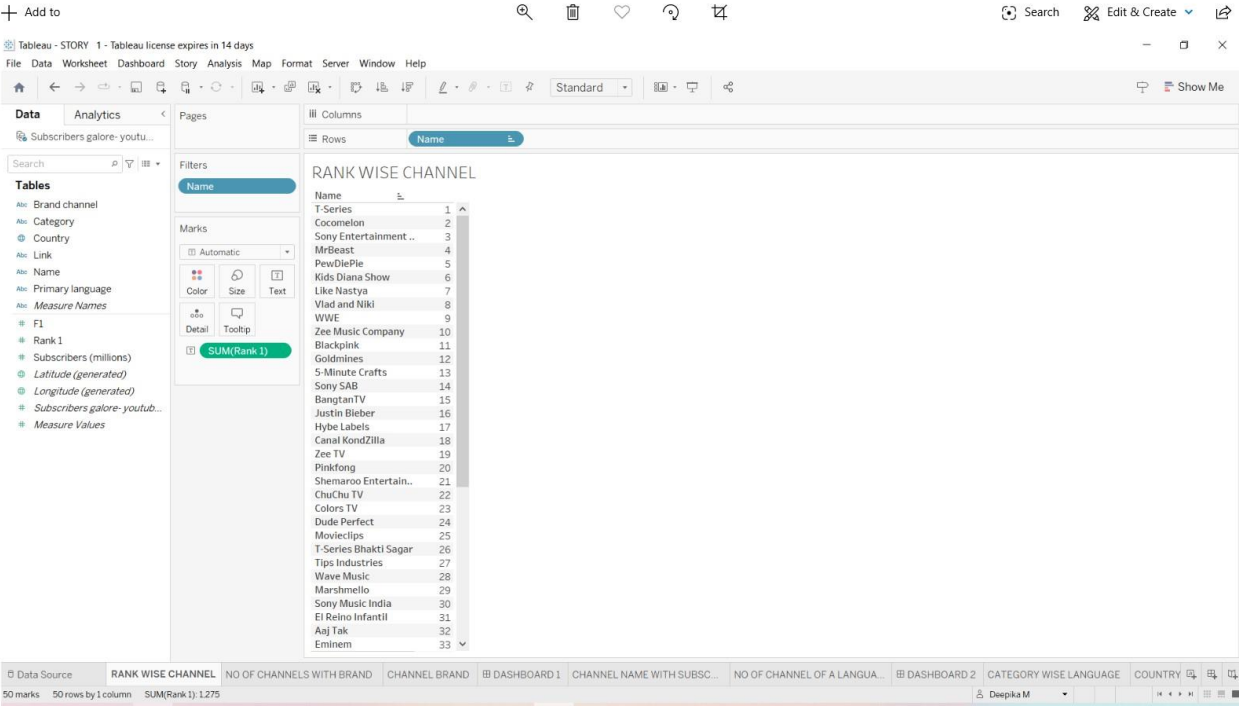 Add to
Search Edit & Create
Tableau - STORY 1 - Tableau license expires in 14 days
File Data Worksheet Dashboard Story Analysis Map Format Server Window Help
Standard Show Me
Data Analytics
Subscribers galore- youtu...
Search
Tables
Abc Brand channel
Abc Category
Country
Abc Link
Abc Name
Abc Primary language
Abc Measure Names
# F1
# Rank 1
# Subscribers (millions)
Latitude (generated)
Longitude (generated)
# Subscribers galore- youtub...
# Measure Values
Pages
Filters
Name
Marks
Automatic
Color Size Text
Detail Tooltip
SUM(Rank 1)
Columns
Rows Name
RANK WISE CHANNEL
Name
T-Series 1
Cocomelon 2
Sony Entertainment .. 3
MrBeast 4
PewDiePie 5
Kids Diana Show 6
Like Nastya 7
Vlad and Niki 8
WWE 9
Zee Music Company 10
Blackpink 11
Goldmines 12
5-Minute Crafts 13
Sony SAB 14
BangtanTV 15
Justin Bieber 16
Hybe Labels 17
Canal KondZilla 18
Zee TV 19
Pinkfong 20
Shemaroo Entertain.. 21
ChuChu TV 22
Colors TV 23
Dude Perfect 24
Movieclips 25
T-Series Bhakti Sagar 26
Tips Industries 27
Wave Music 28
Marshmello 29
Sony Music India 30
El Reino Infantil 31
Aaj Tak 32
Eminem 33
Data Source RANK WISE CHANNEL NO OF CHANNELS WITH BRAND CHANNEL BRAND DASHBOARD 1 CHANNEL NAME WITH SUBSC... NO OF CHANNEL OF A LANGUA... DASHBOARD 2 CATEGORY WISE LANGUAGE COUNTRY
50 marks 50 rows by 1 column SUM(Rank 1): 1,275 Deepika M